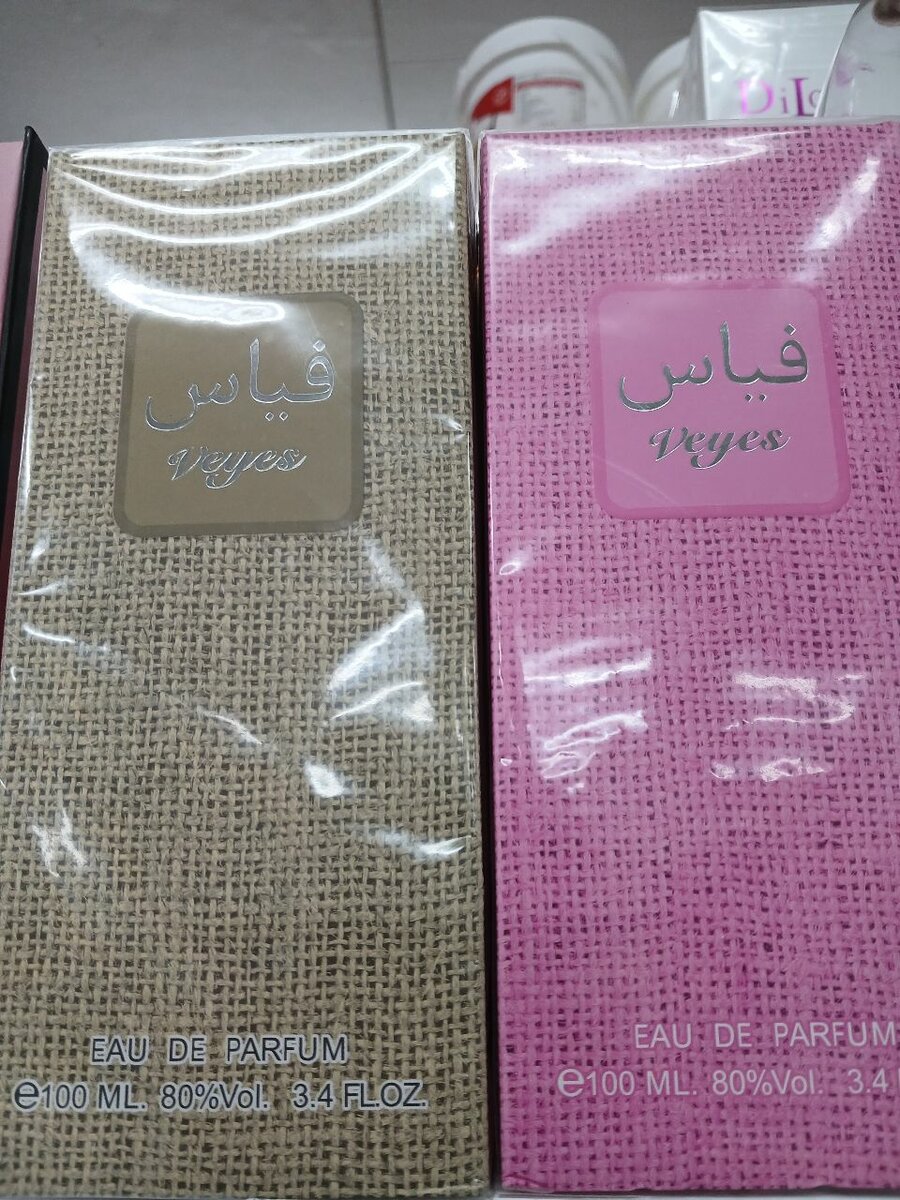 فياس
Veyes
EAU DE PARFUM
e100 ML. 80%Vol. 3.4 FL.OZ.
فياس
Veyes
EAU DE PARFUM
e100 ML. 80%Vol. 3.4